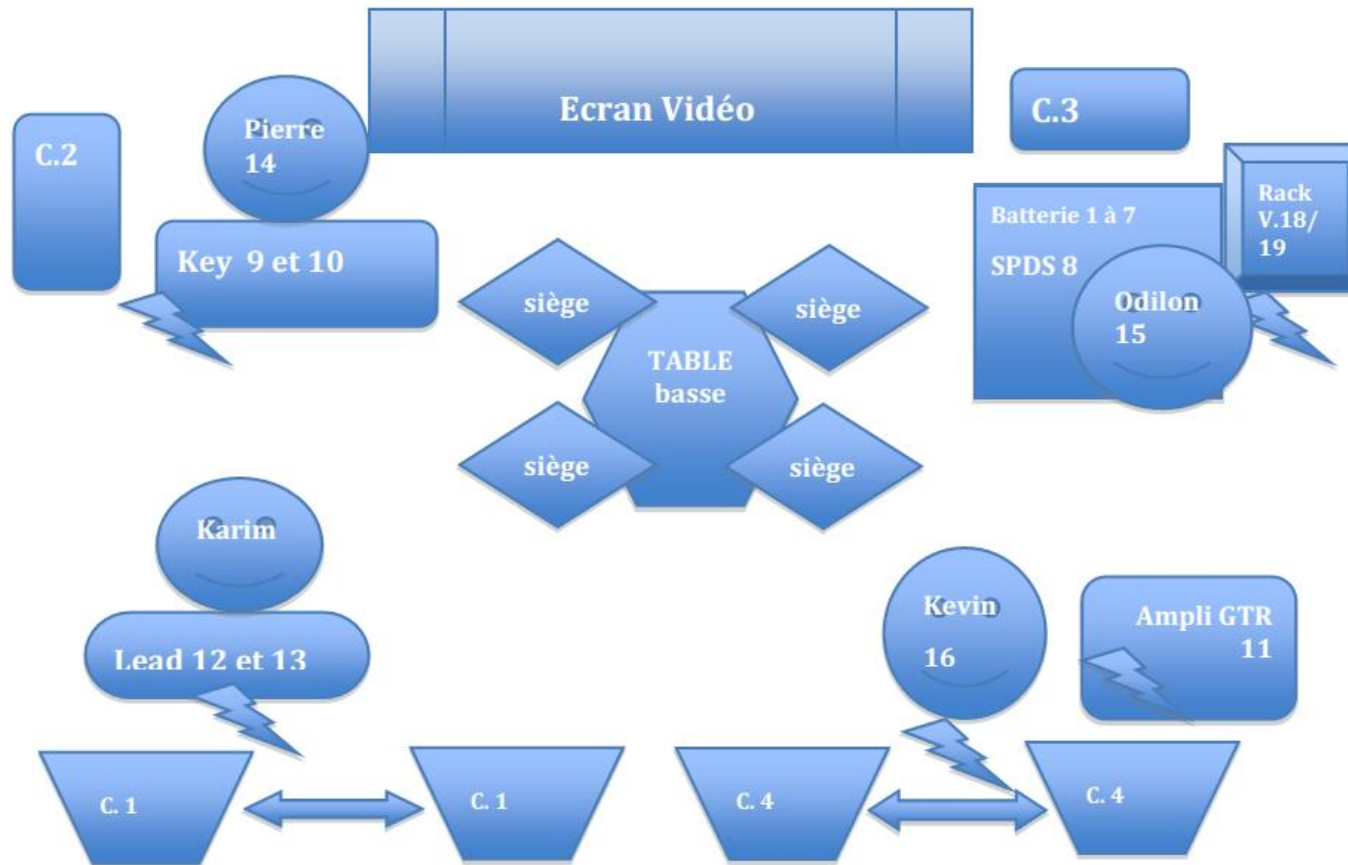 Ecran Vidéo
C.2
Pierre
14
C.3
Key 9 et 10
Batterie 1 à 7
SPDS 8
Rack
V.18/
19
Odilon
15
siège
siège
TABLE
basse
siège
siège
Karim
Lead 12 et 13
Kevin
16
Ampli GTR
11
C. 1
C. 1
C. 4
C. 4